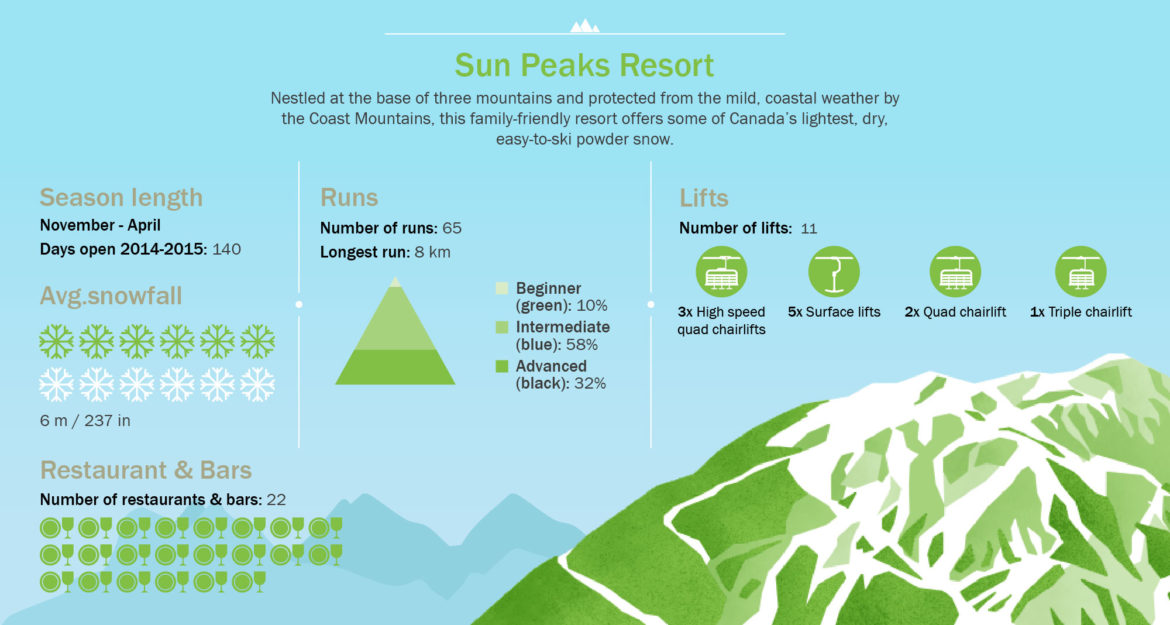 Sun Peaks Resort
Nestled at the base of three mountains and protected from the mild, coastal weather by
the Coast Mountains, this family-friendly resort offers some of Canada's lightest, dry,
easy-to-ski powder snow.
Season length
November - April
Days open 2014-2015: 140
Avg.snowfall
6 m / 237 in
Restaurant & Bars
Number of restaurants & bars: 22
Runs
Number of runs: 65
Longest run: 8 km
Beginner
(green): 10%
Intermediate
(blue): 58%
Advanced
(black): 32%
Lifts
Number of lifts: 11
3x High speed
quad chairlifts
5x Surface lifts
2x Quad chairlift
1x Triple chairlift